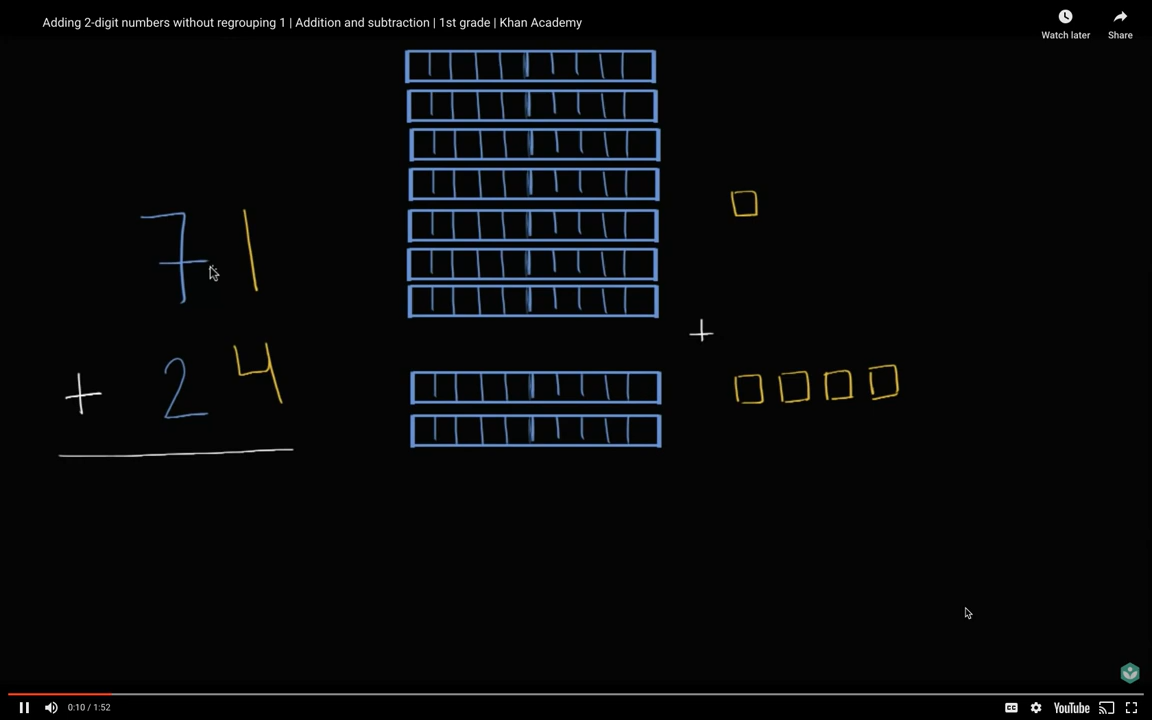 Adding 2-digit numbers without regrouping 1 | Addition and subtraction | 1st grade | Khan Academy
Watch later
Share
71
+
+ 24
0:10 / 1:52
CC
YouTube